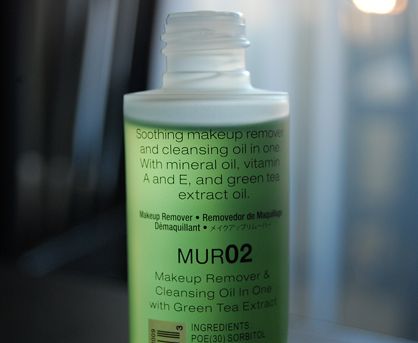 Soothing makeup remover
and cleansing oil in one.
With mineral oil, vitamin
A and E, and green tea
extract oil.
Makeup Remover • Removedor de Maquillage
Démaquillant • メイクアップリムーバー
MUR02
Makeup Remover &
Cleansing Oil In One
with Green Tea Extract
INGREDIENTS
POE(30) SORBITOL
3